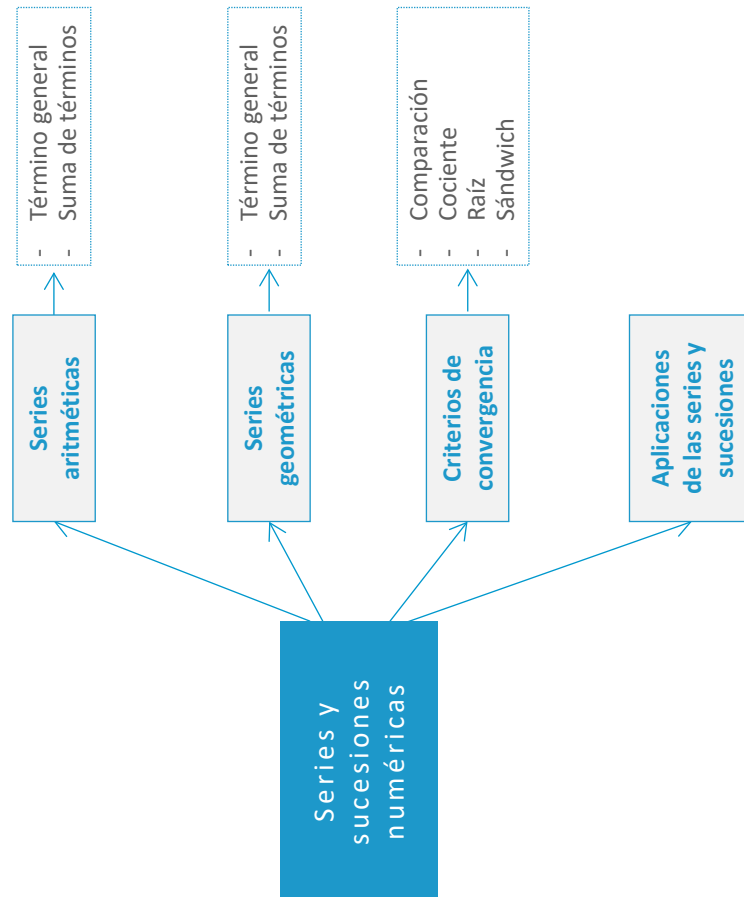 Series y
sucesiones
numéricas
Series
aritméticas
- Término general
- Suma de términos
Series
geométricas
- Término general
- Suma de términos
Criterios de
convergencia
- Comparación
- Cociente
- Raíz
- Sándwich
Aplicaciones
de las series y
sucesiones